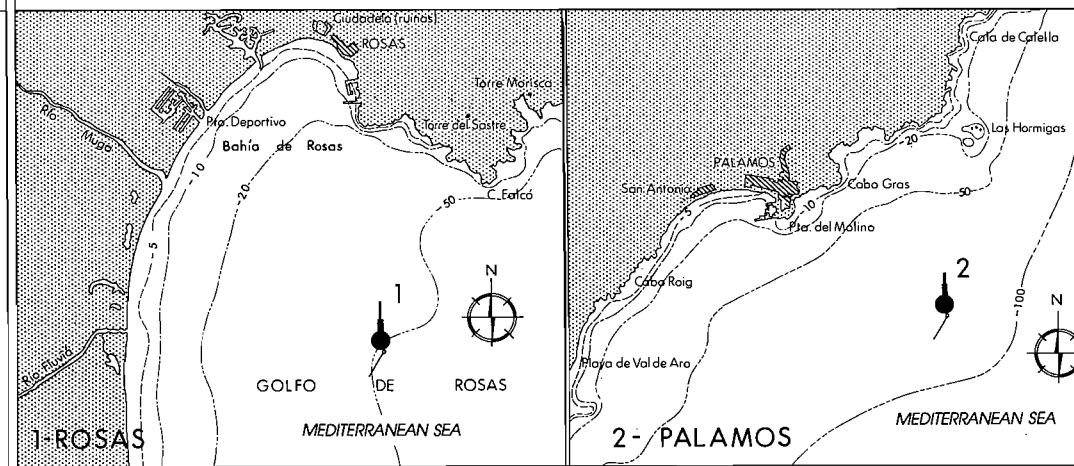 Ciudadela (ruinas)
ROSAS
Torre Morisca
Torre del Sastre
Pto. Deportivo
Bahía de Rosas
Río Muga
C. Falcó
-5
-10
-20
-50
1
N
Río Fluviá
GOLFO DE ROSAS
MEDITERRANEAN SEA
1-ROSAS
Cala de Calella
Las Hormigas
-20
PALAMOS
San Antonio
Cabo Gras
-50
-5
-10
Pta. del Molino
Cabo Roig
2
-100
N
Playa de Val de Aro
MEDITERRANEAN SEA
2- PALAMOS